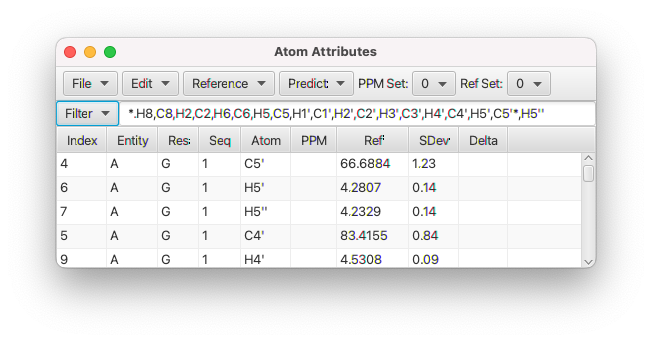 Atom Attributes
File Edit Reference Predict: PPM Set: 0 Ref Set: 0
Filter *.H8,C8,H2,C2,H6,C6,H5,C5,H1',C1',H2',C2',H3',C3',H4',C4',H5',C5'*,H5''
Index Entity Res Seq Atom PPM Ref SDev Delta
4 A G 1 C5' 66.6884 1.23
6 A G 1 H5' 4.2807 0.14
7 A G 1 H5'' 4.2329 0.14
5 A G 1 C4' 83.4155 0.84
9 A G 1 H4' 4.5308 0.09